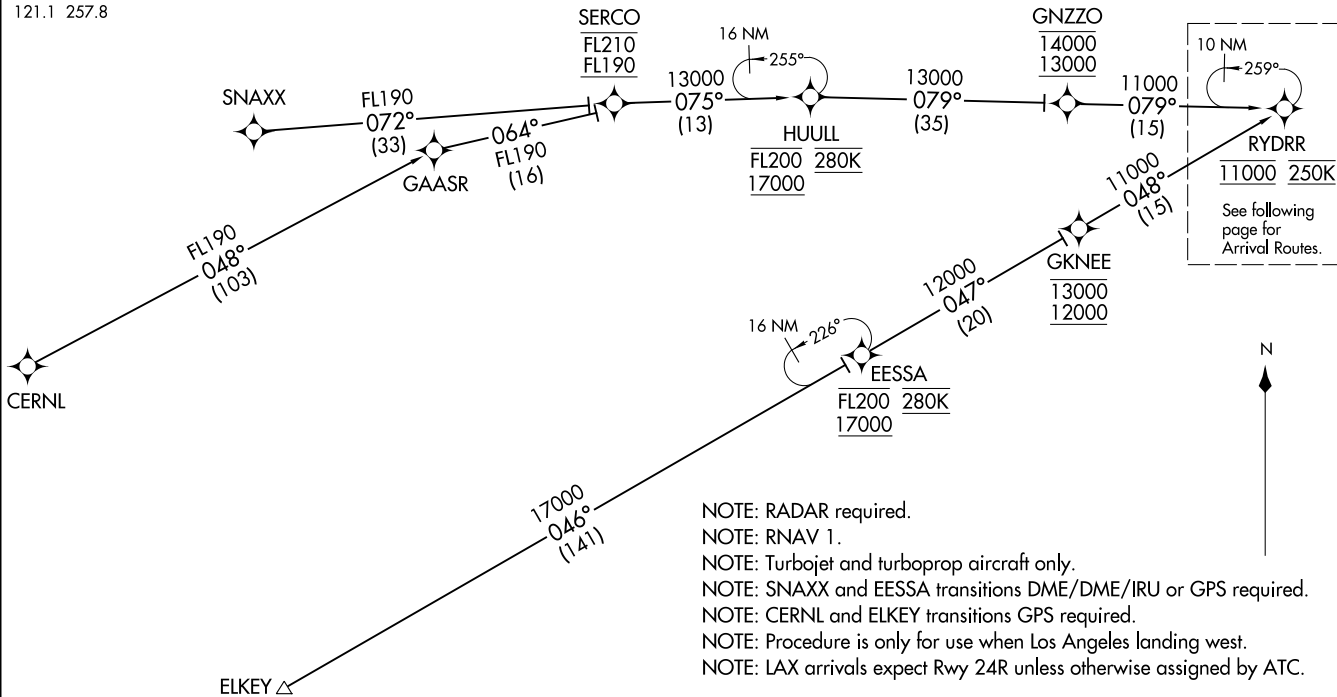 121.1 257.8
SERCO
FL210
FL190
GNZZO
14000
13000
16 NM
255°
10 NM
259°
SNAXX
FL190
072°
(33)
064°
FL190
(16)
GAASR
13000
075°
(13)
HUULL
FL200 280K
17000
13000
079°
(35)
11000
079°
(15)
RYDRR
11000 250K
See following
page for
Arrival Routes.
11000
048°
(15)
GKNEE
13000
12000
FL190
048°
(103)
CERNL
12000
047°
(20)
16 NM
226°
EESSA
FL200 280K
17000
N
17000
046°
(141)
ELKEY
NOTE: RADAR required.
NOTE: RNAV 1.
NOTE: Turbojet and turboprop aircraft only.
NOTE: SNAXX and EESSA transitions DME/DME/IRU or GPS required.
NOTE: CERNL and ELKEY transitions GPS required.
NOTE: Procedure is only for use when Los Angeles landing west.
NOTE: LAX arrivals expect Rwy 24R unless otherwise assigned by ATC.